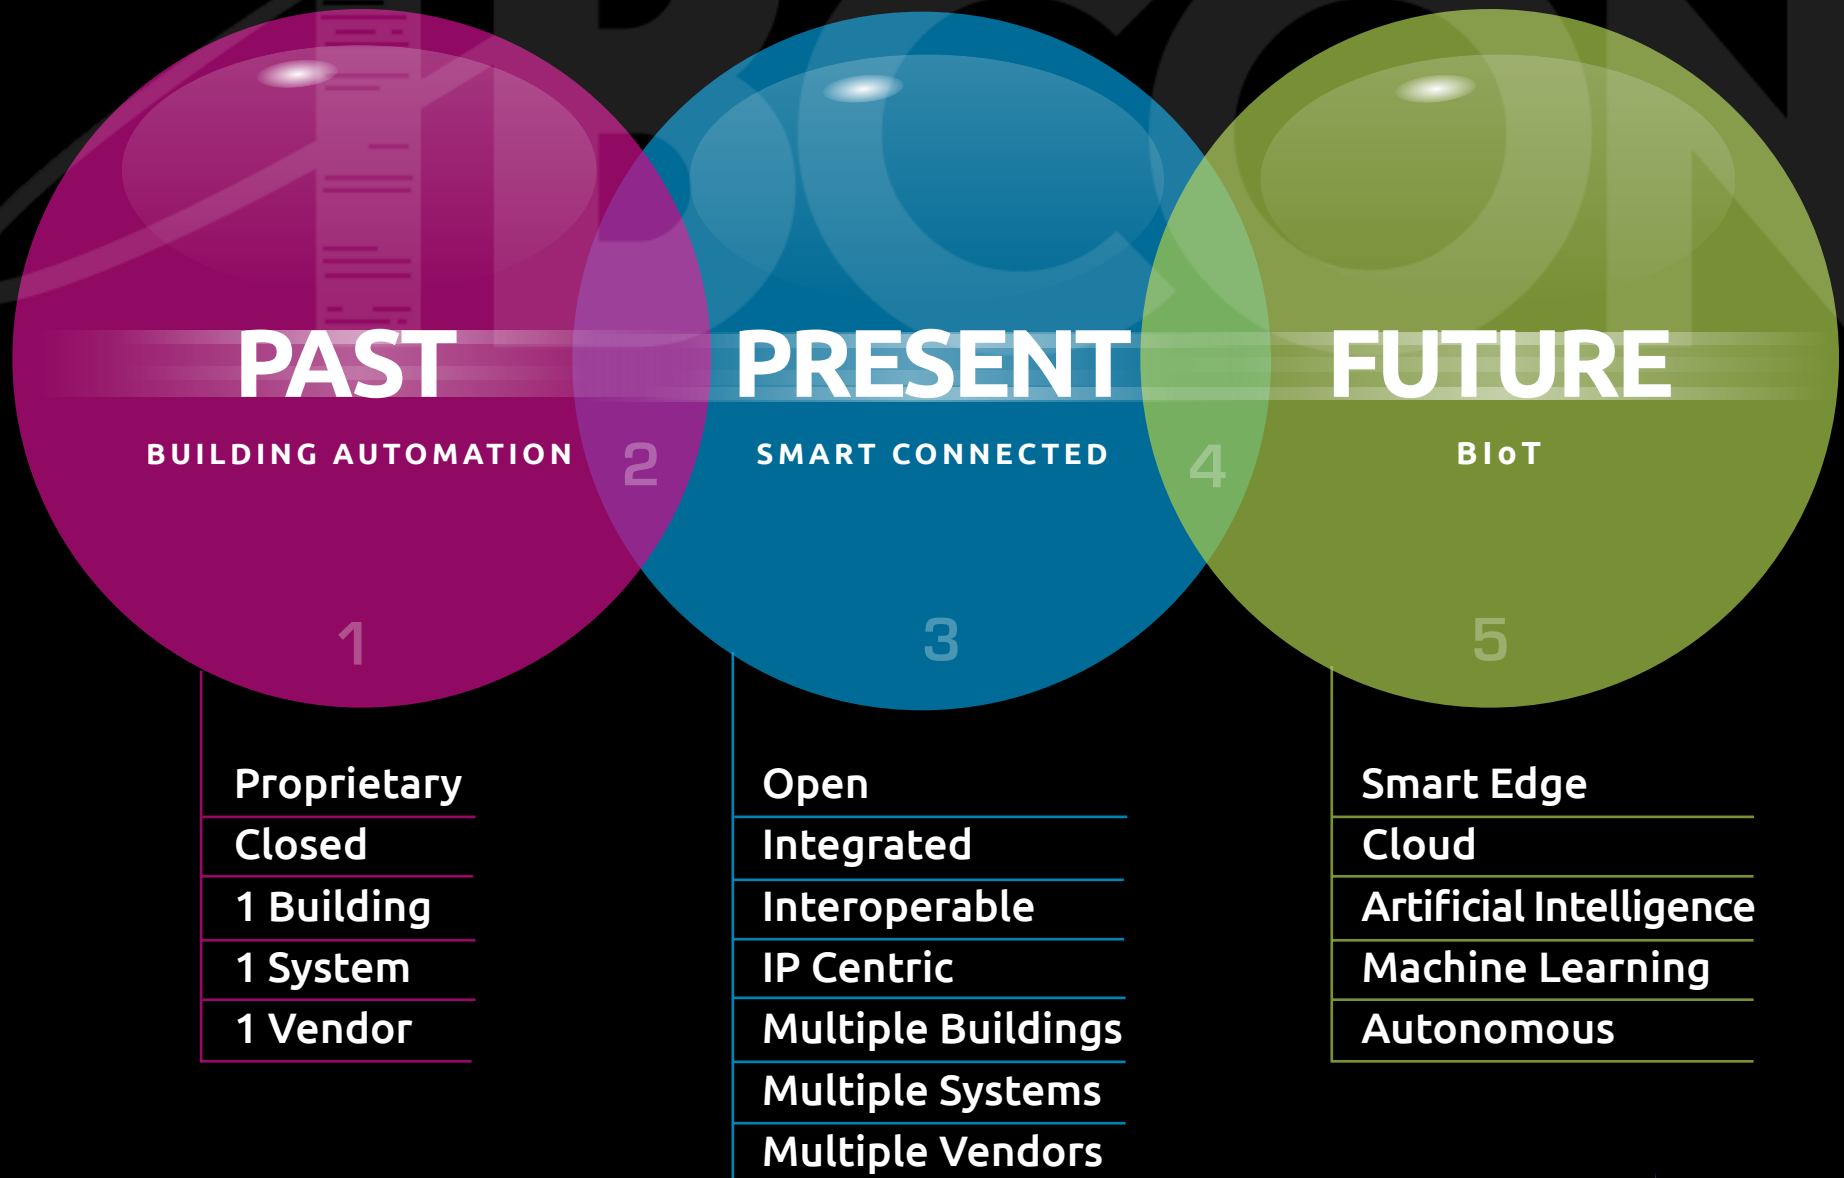 PAST
BUILDING AUTOMATION
1
Proprietary
Closed
1 Building
1 System
1 Vendor
2
PRESENT
SMART CONNECTED
3
Open
Integrated
Interoperable
IP Centric
Multiple Buildings
Multiple Systems
Multiple Vendors
4
FUTURE
BIoT
5
Smart Edge
Cloud
Artificial Intelligence
Machine Learning
Autonomous